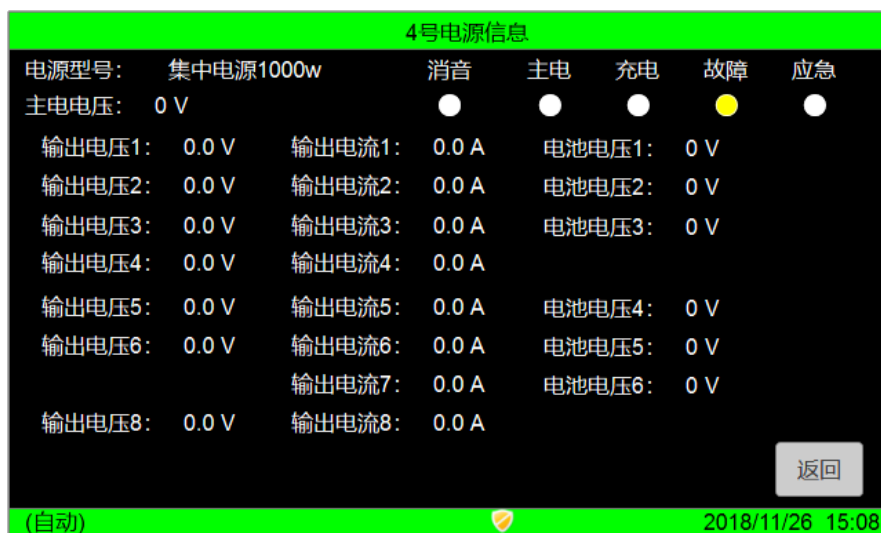 4号电源信息
电源型号： 集中电源1000w 消音 主电 充电 故障 应急
主电电压： 0 V
输出电压1： 0.0 V 输出电流1： 0.0 A 电池电压1： 0 V
输出电压2： 0.0 V 输出电流2： 0.0 A 电池电压2： 0 V
输出电压3： 0.0 V 输出电流3： 0.0 A 电池电压3： 0 V
输出电压4： 0.0 V 输出电流4： 0.0 A
输出电压5： 0.0 V 输出电流5： 0.0 A 电池电压4： 0 V
输出电压6： 0.0 V 输出电流6： 0.0 A 电池电压5： 0 V
输出电流7： 0.0 A 电池电压6： 0 V
输出电压8： 0.0 V 输出电流8： 0.0 A
返回
(自动) 2018/11/26 15:08